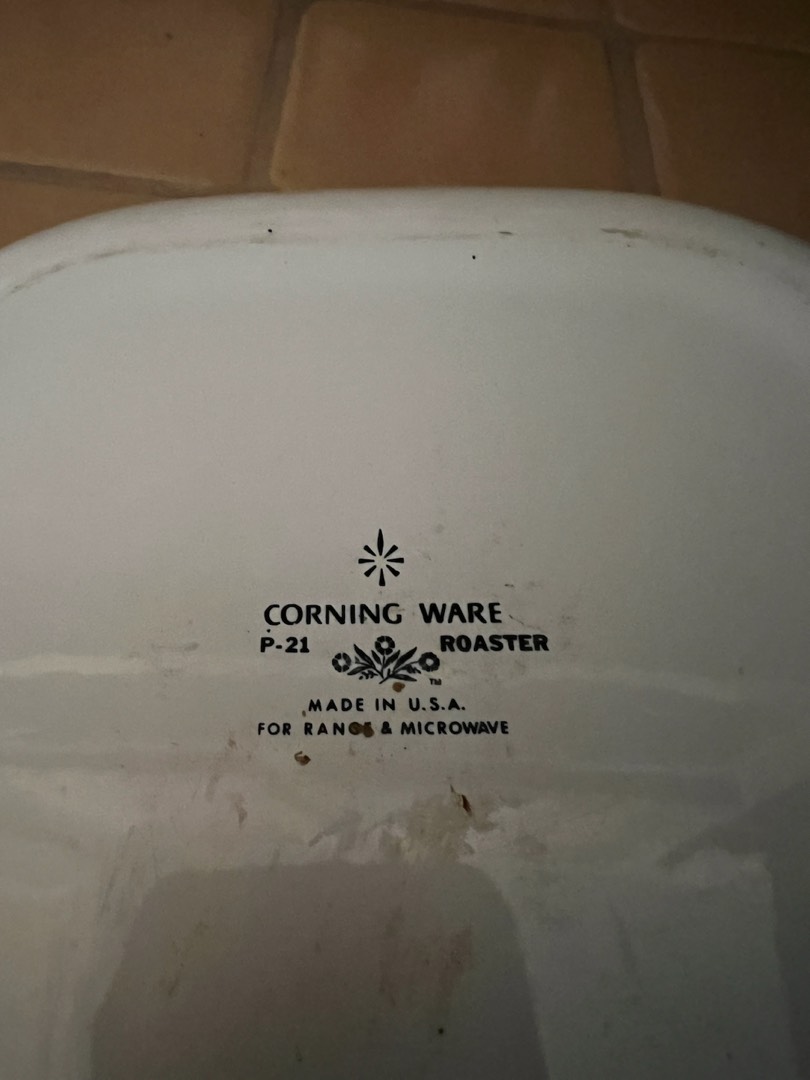 CORNING WARE
P-21 ROASTER
TM
MADE IN U.S.A.
FOR RANGE & MICROWAVE